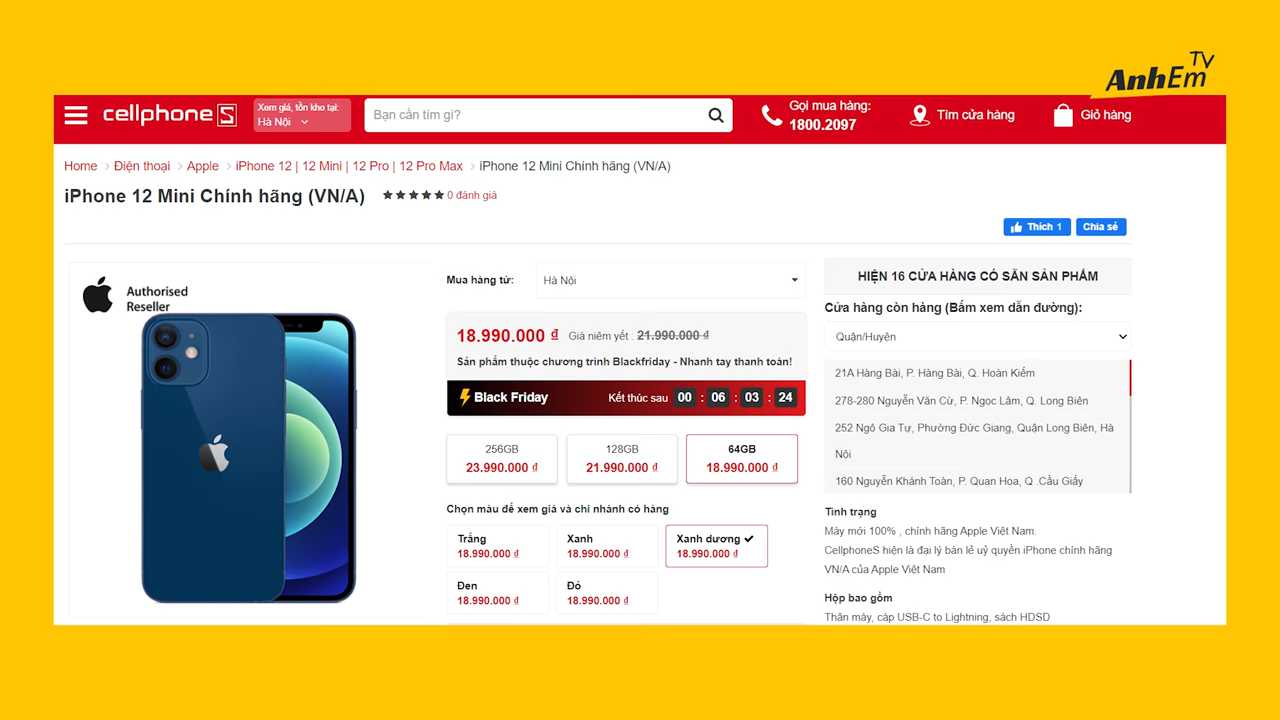 AnhEm TV
cellphoneS
Xem giá, tồn kho tại:
Hà Nội
Bạn cần tìm gì?
Gọi mua hàng:
1800.2097
Tìm cửa hàng
Giỏ hàng
Home > Điện thoại > Apple > iPhone 12 | 12 Mini | 12 Pro | 12 Pro Max > iPhone 12 Mini Chính hãng (VN/A)
iPhone 12 Mini Chính hãng (VN/A) ★★★★★ 0 đánh giá
Thích 1 Chia sẻ
Authorised
Reseller
Mua hàng từ: Hà Nội
18.990.000 ₫ Giá niêm yết : 21.990.000 ₫
Sản phẩm thuộc chương trình Blackfriday - Nhanh tay thanh toán!
Black Friday Kết thúc sau 00 : 06 : 03 : 24
256GB 128GB 64GB
23.990.000 ₫ 21.990.000 ₫ 18.990.000 ₫
Chọn màu để xem giá và chi nhánh có hàng
Trắng Xanh Xanh dương ✔
18.990.000 ₫ 18.990.000 ₫ 18.990.000 ₫
Đen Đỏ
18.990.000 ₫ 18.990.000 ₫
HIỆN 16 CỬA HÀNG CÓ SẴN SẢN PHẨM
Cửa hàng còn hàng (Bấm xem dẫn đường):
Quận/Huyện
21A Hàng Bài, P. Hàng Bài, Q. Hoàn Kiếm
278-280 Nguyễn Văn Cừ, P. Ngọc Lâm, Q. Long Biên
252 Ngô Gia Tự, Phường Đức Giang, Quận Long Biên, Hà
Nội
160 Nguyễn Khánh Toàn, P. Quan Hoa, Q .Cầu Giấy
Tình trạng
Máy mới 100% , chính hãng Apple Việt Nam.
CellphoneS hiện là đại lý bán lẻ uỷ quyền iPhone chính hãng
VN/A của Apple Việt Nam
Hộp bao gồm
Thân máy, cáp USB-C to Lightning, sách HDSD